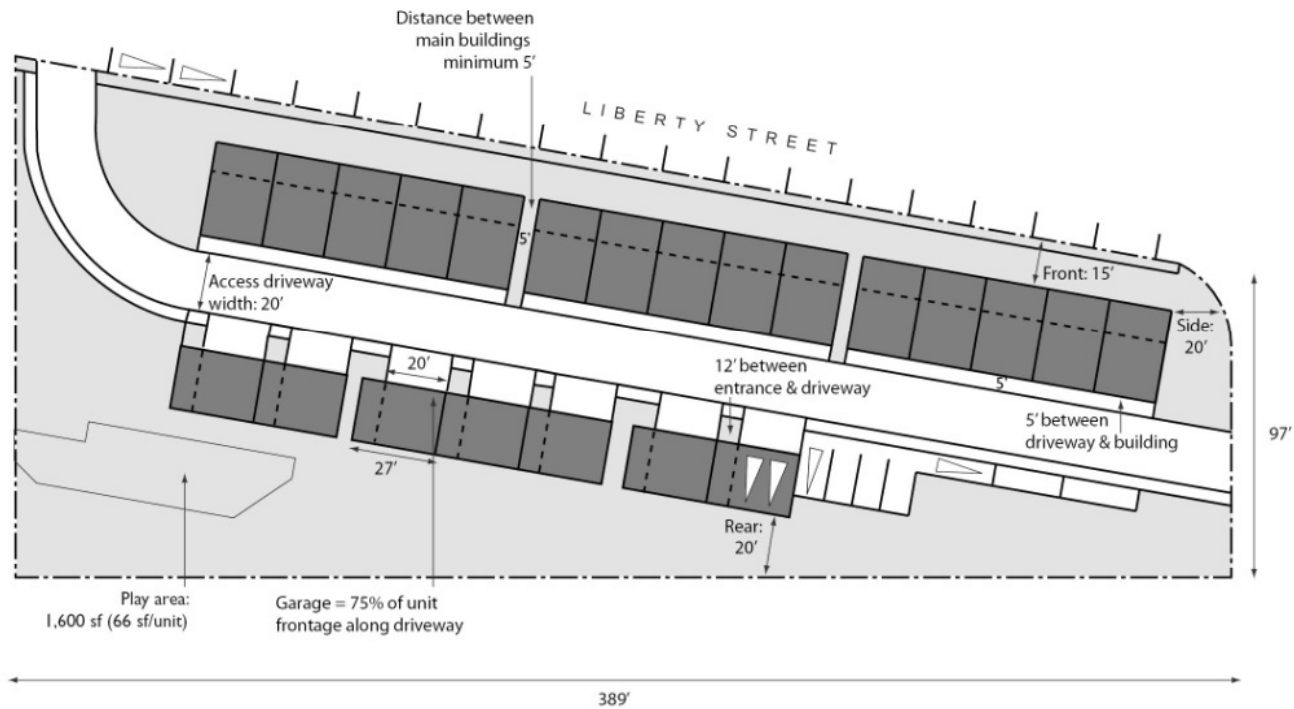 Distance between
main buildings
minimum 5'
LIBERTY STREET
5'
Front: 15'
Access driveway
width: 20'
Side:
20'
20'
12' between
entrance & driveway
5'
5' between
driveway & building
97'
27'
Rear:
20'
Play area:
1,600 sf (66 sf/unit)
Garage = 75% of unit
frontage along driveway
389'